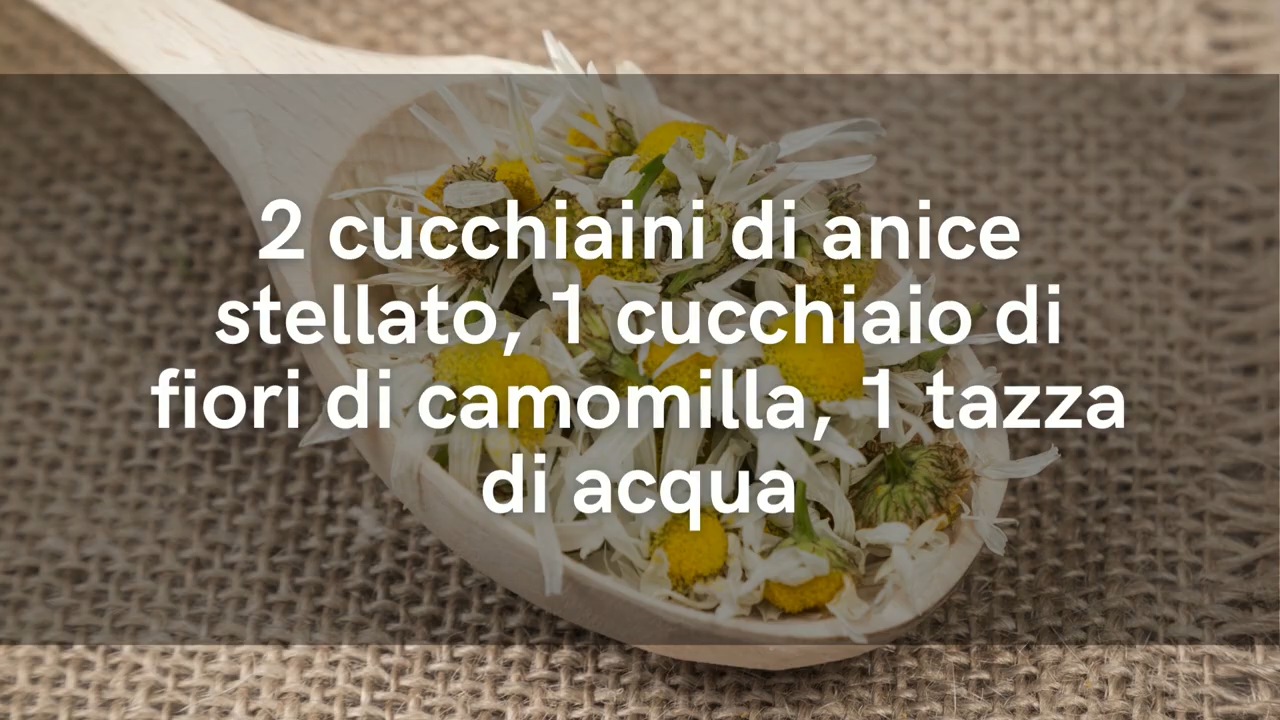 2 cucchiaini di anice
stellato, 1 cucchiaio di
fiori di camomilla, 1 tazza
di acqua